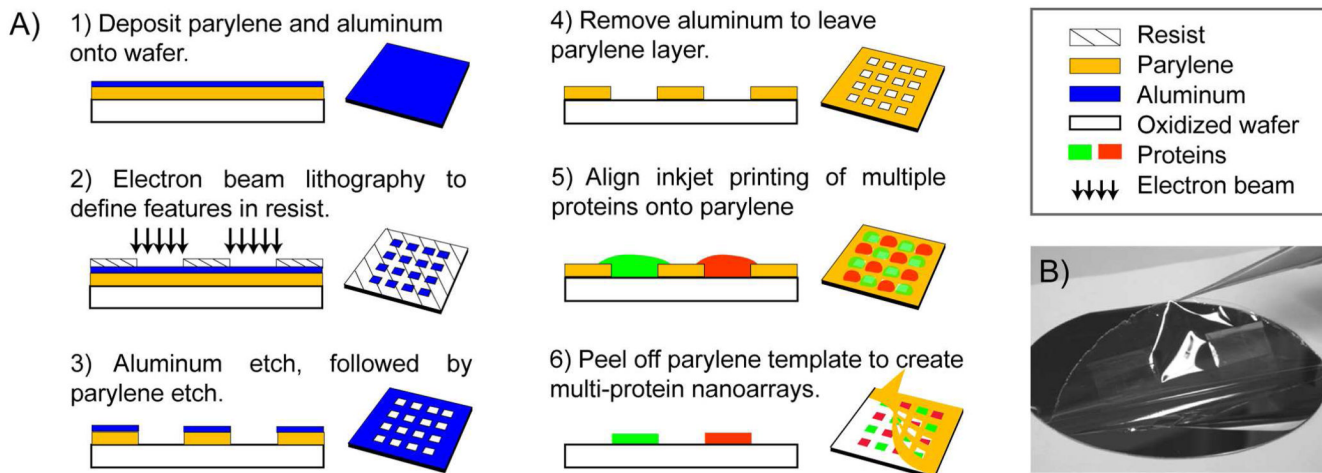 A)
1) Deposit parylene and aluminum
onto wafer.
2) Electron beam lithography to
define features in resist.
3) Aluminum etch, followed by
parylene etch.
4) Remove aluminum to leave
parylene layer.
5) Align inkjet printing of multiple
proteins onto parylene
6) Peel off parylene template to create
multi-protein nanoarrays.
Resist
Parylene
Aluminum
Oxidized wafer
Proteins
Electron beam
B)